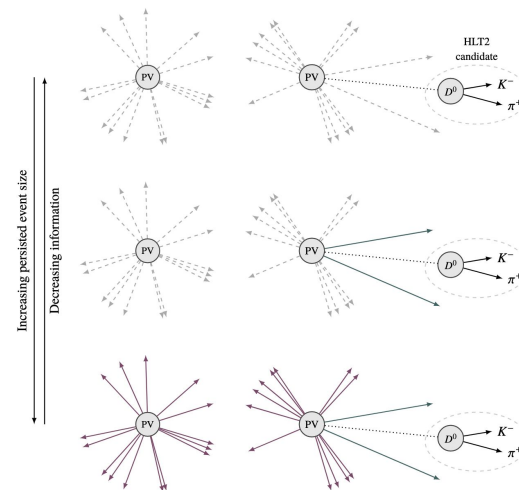 HLT2
candidate
PV
PV
D⁰
K⁻
π⁺
Increasing persisted event size
Decreasing information
PV
PV
D⁰
K⁻
π⁺
PV
PV
D⁰
K⁻
π⁺